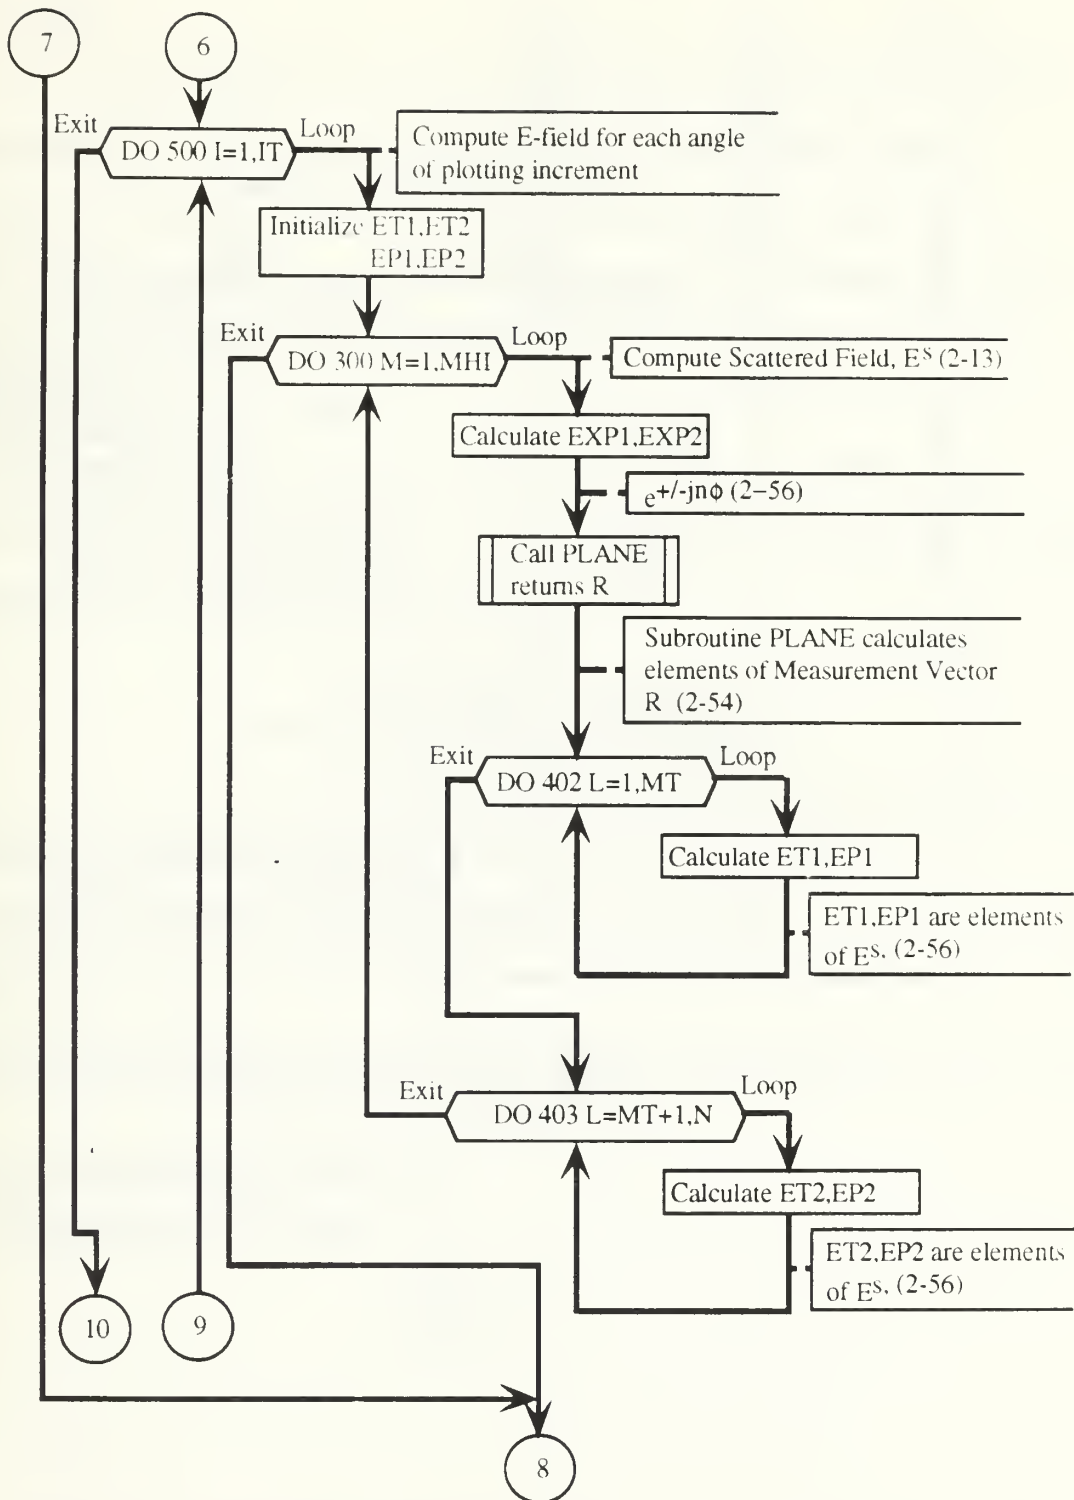 7
6
Exit
Loop
DO 500 I=1,IT
Compute E-field for each angle
of plotting increment
Initialize ET1,ET2
EP1,EP2
Exit
Loop
DO 300 M=1,MHI
Compute Scattered Field, E^S (2-13)
Calculate EXP1,EXP2
e^+/-jnϕ (2-56)
Call PLANE
returns R
Subroutine PLANE calculates
elements of Measurement Vector
R (2-54)
Exit
Loop
DO 402 L=1,MT
Calculate ET1,EP1
ET1,EP1 are elements
of E^S. (2-56)
Exit
Loop
DO 403 L=MT+1,N
Calculate ET2,EP2
ET2,EP2 are elements
of E^S. (2-56)
10
9
8